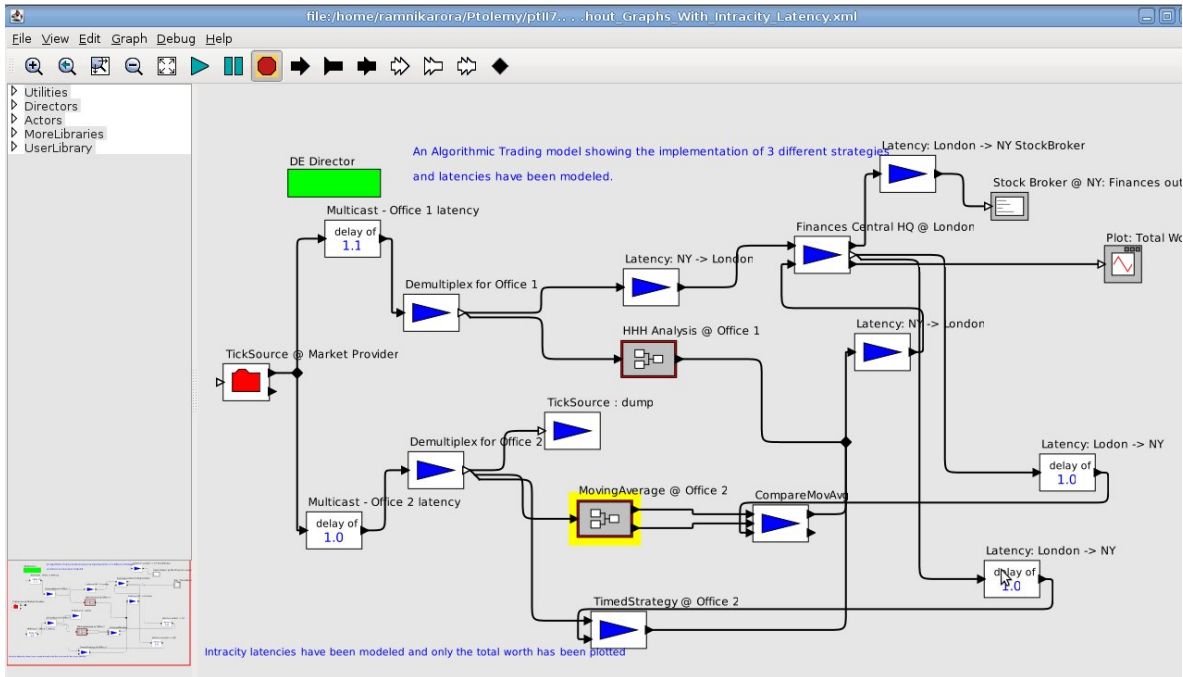 file:/home/ramnikarora/Ptolemy/ptII7.. . .hout_Graphs_With_Intracity_Latency.xml
File View Edit Graph Debug Help
Utilities
Directors
Actors
MoreLibraries
UserLibrary
An Algorithmic Trading model showing the implementation of 3 different strategies
and latencies have been modeled.
DE Director
Latency: London -> NY StockBroker
Stock Broker @ NY: Finances out
Multicast - Office 1 latency
delay of
1.1
Finances Central HQ @ London
Plot: Total Wo
Latency: NY -> London
Demultiplex for Office 1
HHH Analysis @ Office 1
Latency: NY -> London
TickSource @ Market Provider
TickSource : dump
Demultiplex for Office 2
Latency: Lodon -> NY
delay of
1.0
MovingAverage @ Office 2
CompareMovAvg
Multicast - Office 2 latency
delay of
1.0
Latency: London -> NY
delay of
1.0
TimedStrategy @ Office 2
Intracity latencies have been modeled and only the total worth has been plotted